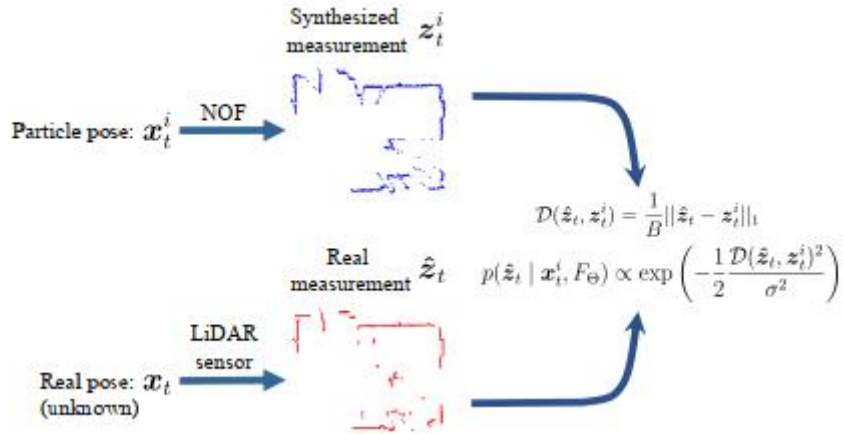 Synthesized
measurement $z_t^i$
Particle pose: $x_t^i$
NOF
$\mathcal{D}(\hat{z}_t, z_t^i) = \frac{1}{B}||\hat{z}_t - z_t^i||_1$
$p(\hat{z}_t \mid x_t^i, F_\Theta) \propto \exp\left(-\frac{1}{2}\frac{\mathcal{D}(\hat{z}_t, z_t^i)^2}{\sigma^2}\right)$
Real
measurement $\hat{z}_t$
LiDAR
sensor
Real pose: $x_t$
(unknown)